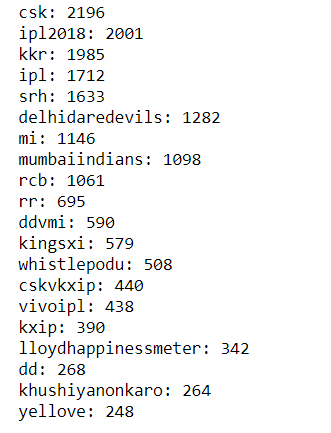 csk: 2196
ipl2018: 2001
kkr: 1985
ipl: 1712
srh: 1633
delhidaredevils: 1282
mi: 1146
mumbaiindians: 1098
rcb: 1061
rr: 695
ddvmi: 590
kingsxi: 579
whistlepodu: 508
cskvkxip: 440
vivoipl: 438
kxip: 390
lloydhappinessmeter: 342
dd: 268
khushiyanonkaro: 264
yellove: 248